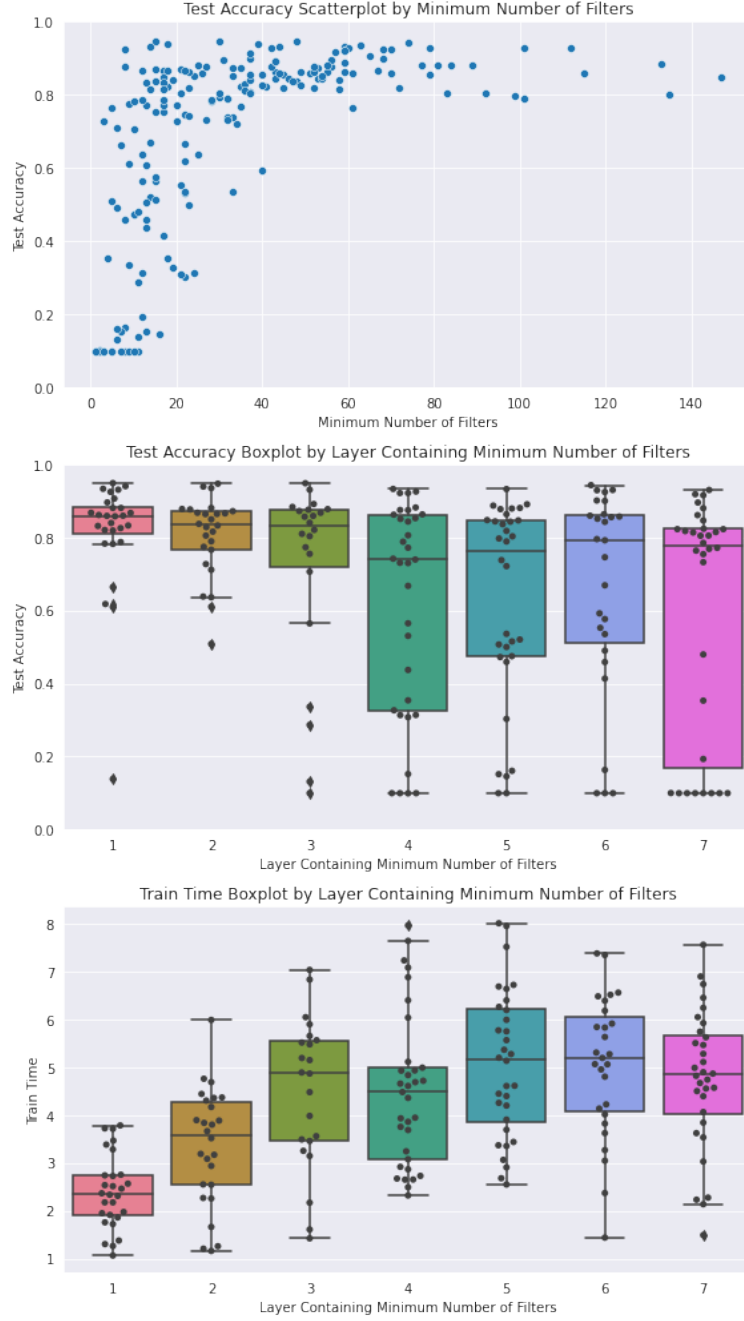 Test Accuracy Scatterplot by Minimum Number of Filters
1.0
0.8
0.6
0.4
0.2
0.0
Test Accuracy
0 20 40 60 80 100 120 140
Minimum Number of Filters
Test Accuracy Boxplot by Layer Containing Minimum Number of Filters
1.0
0.8
0.6
0.4
0.2
0.0
Test Accuracy
1 2 3 4 5 6 7
Layer Containing Minimum Number of Filters
Train Time Boxplot by Layer Containing Minimum Number of Filters
8
7
6
5
4
3
2
1
Train Time
1 2 3 4 5 6 7
Layer Containing Minimum Number of Filters